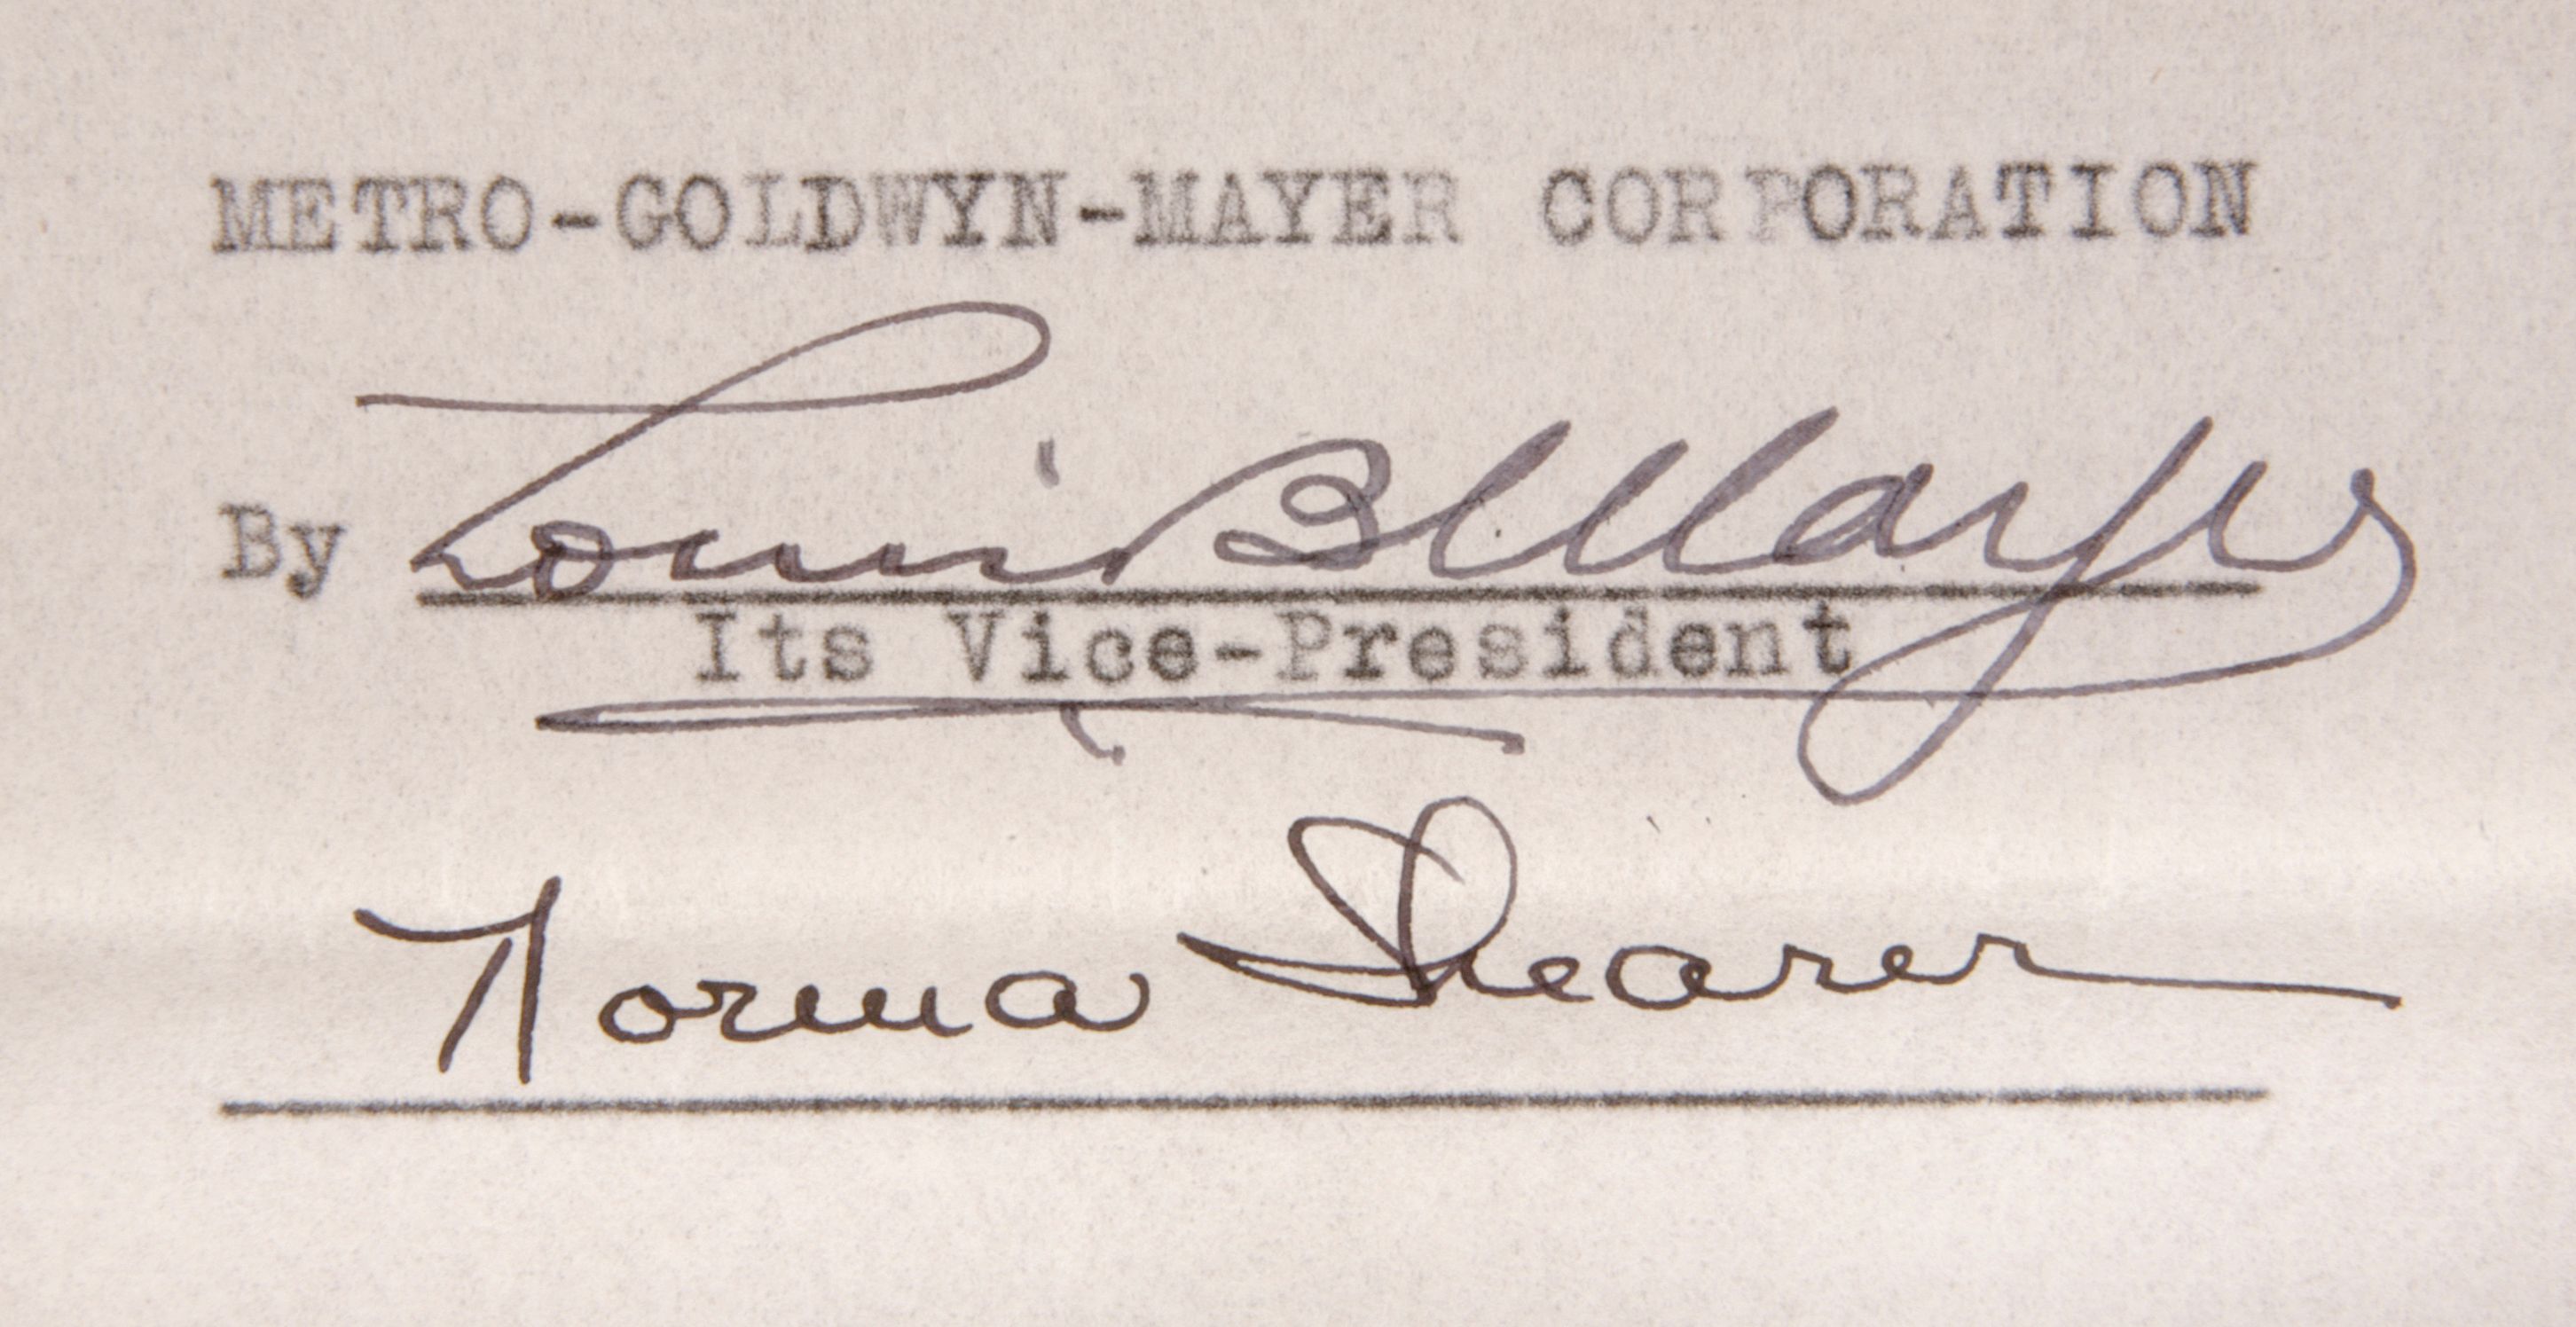 METRO-GOLDWYN-MAYER CORPORATION
By Louis B Mayer
Its Vice-President
Norma Shearer